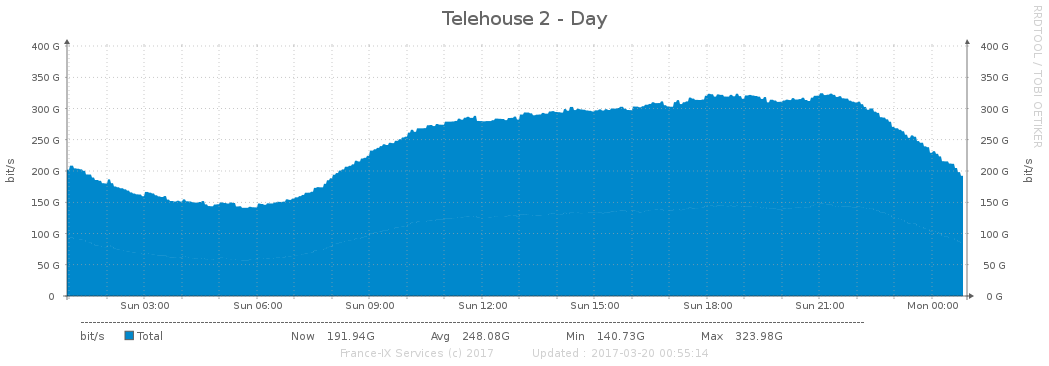 Telehouse 2 - Day
RRDTOOL / TOBI OETIKER
bit/s
400 G 400 G
350 G 350 G
300 G 300 G
250 G 250 G
200 G 200 G
150 G 150 G
100 G 100 G
50 G 50 G
0 0 G
bit/s
Sun 03:00 Sun 06:00 Sun 09:00 Sun 12:00 Sun 15:00 Sun 18:00 Sun 21:00 Mon 00:00
bit/s Total Now 191.94G Avg 248.08G Min 140.73G Max 323.98G
France-IX Services (c) 2017 Updated : 2017-03-20 00:55:14